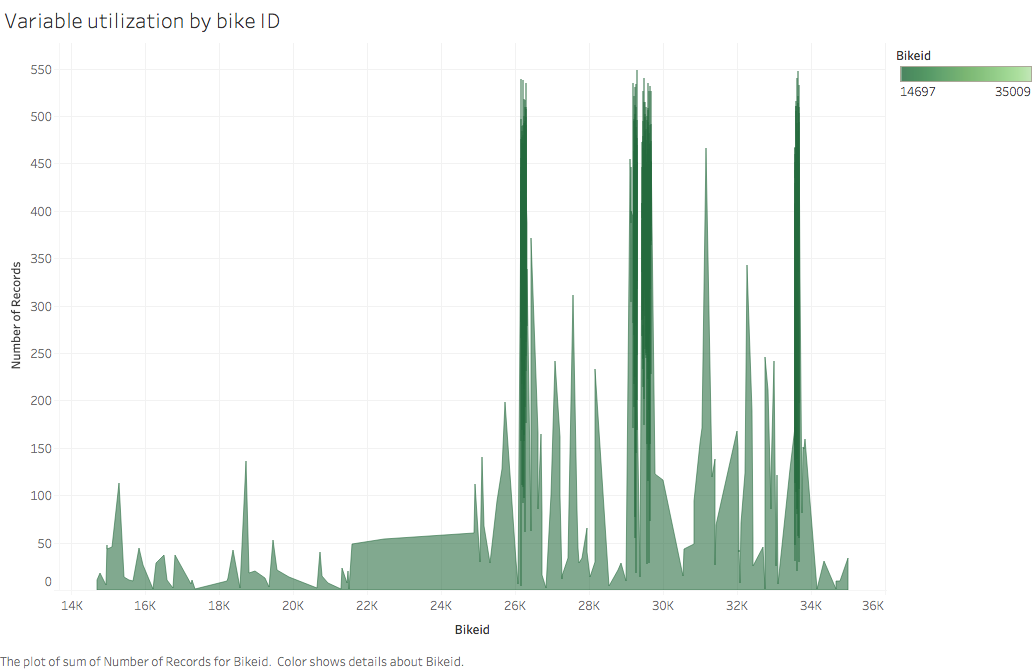 Variable utilization by bike ID
Bikeid
14697 35009
550
500
450
400
350
300
250
200
150
100
50
0
Number of Records
14K 16K 18K 20K 22K 24K 26K 28K 30K 32K 34K 36K
Bikeid
The plot of sum of Number of Records for Bikeid. Color shows details about Bikeid.